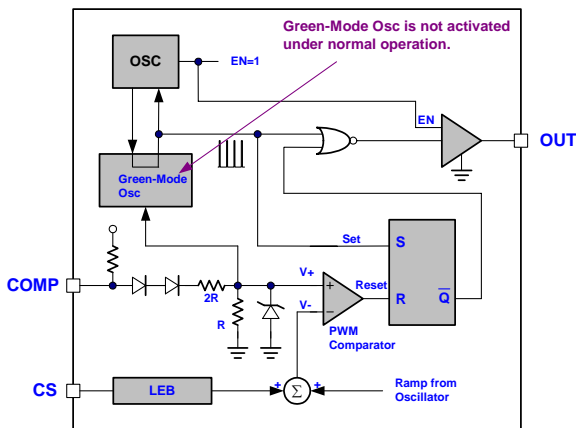 Green-Mode Osc is not activated
under normal operation.
OSC
EN=1
EN
OUT
Green-Mode
Osc
Set
S
COMP
2R
V+
+
Reset
R
Q
R
V-
−
PWM
Comparator
CS
LEB
+
Σ
+
Ramp from
Oscillator